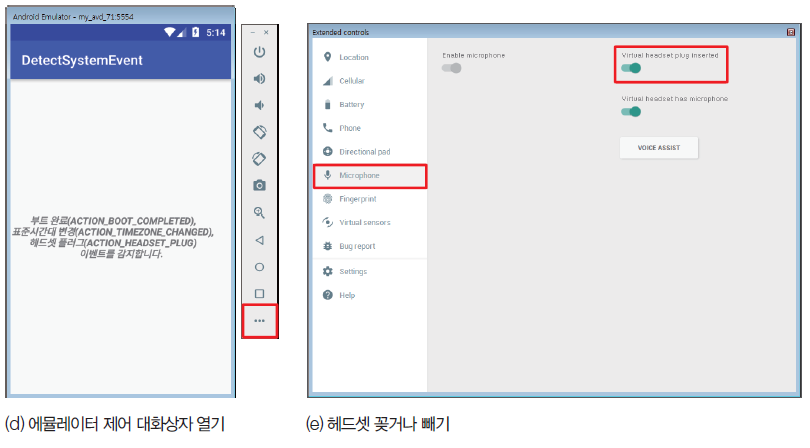 Android Emulator - my_avd_71:5554
5:14
DetectSystemEvent
부트 완료(ACTION_BOOT_COMPLETED),
표준시간대 변경(ACTION_TIMEZONE_CHANGED),
헤드셋 플러그(ACTION_HEADSET_PLUG)
이벤트를 감지합니다.
(d) 에뮬레이터 제어 대화상자 열기
Extended controls
Location
Cellular
Battery
Phone
Directional pad
Microphone
Fingerprint
Virtual sensors
Bug report
Settings
Help
Enable microphone
Virtual headset plug inserted
Virtual headset has microphone
VOICE ASSIST
(e) 헤드셋 꽂거나 빼기